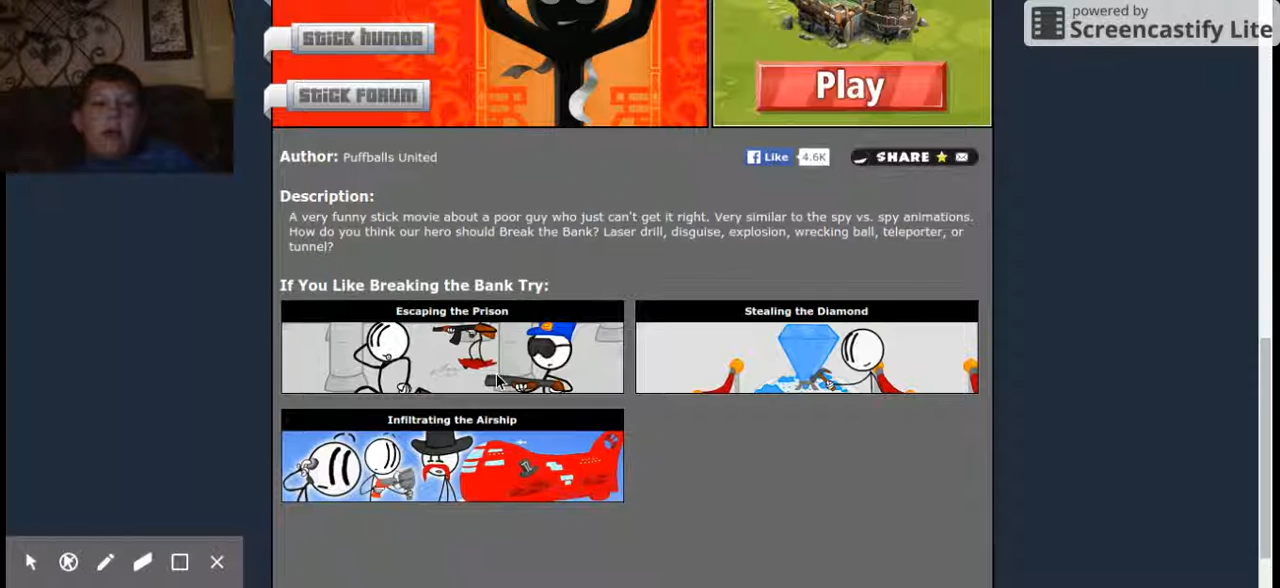 powered by
Screencastify Lite
STICK HUMOR
STICK FORUM
Play
Author: Puffballs United
Like 4.6K
SHARE
Description:
A very funny stick movie about a poor guy who just can't get it right. Very similar to the spy vs. spy animations.
How do you think our hero should Break the Bank? Laser drill, disguise, explosion, wrecking ball, teleporter, or
tunnel?
If You Like Breaking the Bank Try:
Escaping the Prison
Stealing the Diamond
Infiltrating the Airship